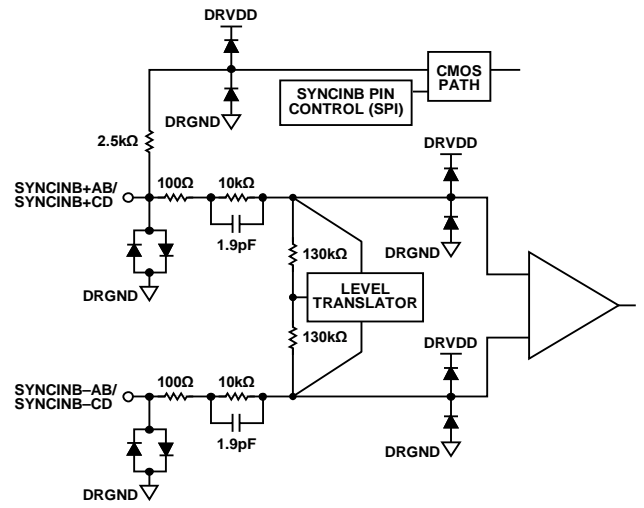 DRVDD
CMOS
PATH
SYNCINB PIN
CONTROL (SPI)
DRGND
2.5kΩ
DRVDD
SYNCINB+AB/
SYNCINB+CD
100Ω
10kΩ
1.9pF
DRGND
130kΩ
DRGND
LEVEL
TRANSLATOR
130kΩ
DRVDD
SYNCINB–AB/
SYNCINB–CD
100Ω
10kΩ
1.9pF
DRGND
DRGND